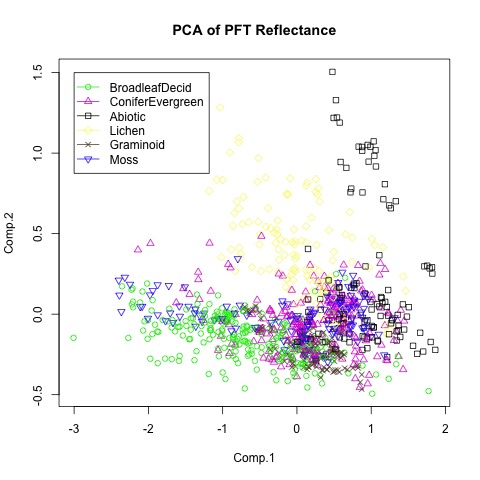 PCA of PFT Reflectance
BroadleafDecid
ConiferEvergreen
Abiotic
Lichen
Graminoid
Moss
Comp.2
1.5
1.0
0.5
0.0
-0.5
-3 -2 -1 0 1 2
Comp.1